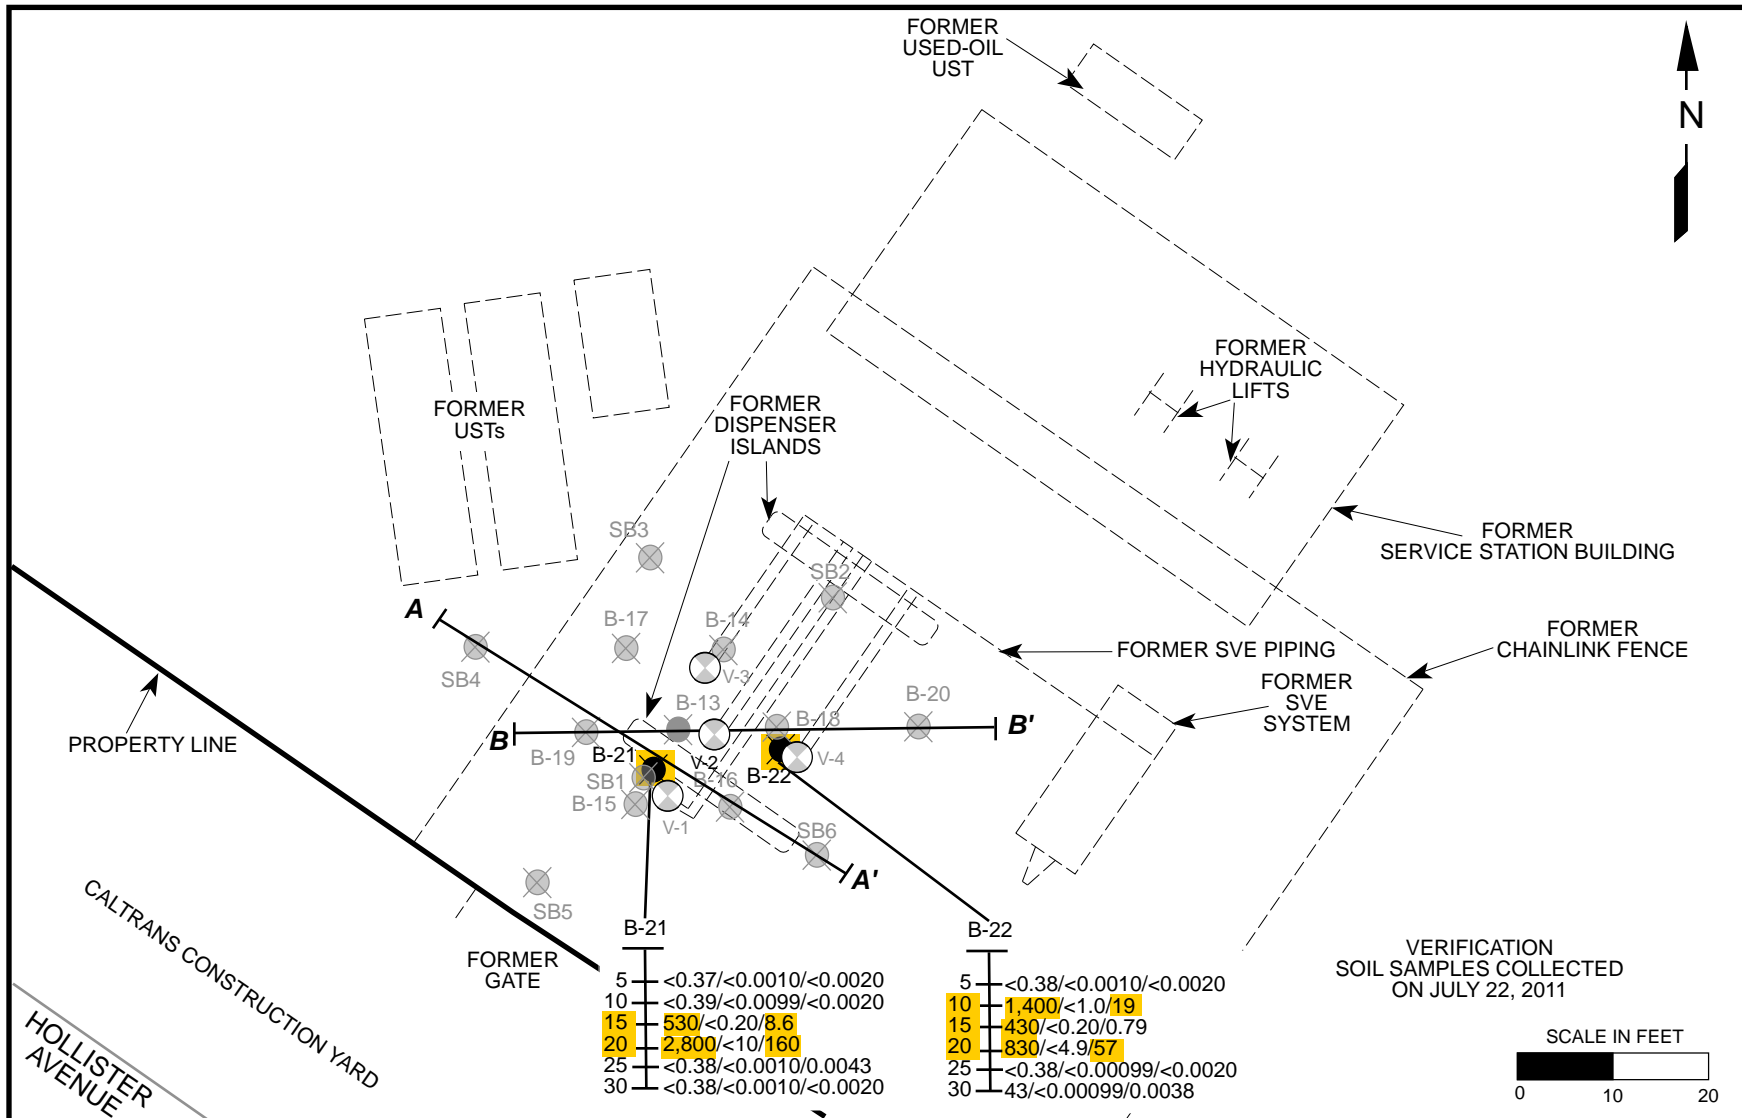 FORMER
USED-OIL
UST
N
FORMER
HYDRAULIC
LIFTS
FORMER
DISPENSER
ISLANDS
FORMER
USTs
FORMER
SERVICE STATION BUILDING
SB3
SB2
A
B-17
B-14
SB4
V-3
FORMER SVE PIPING
FORMER
CHAINLINK FENCE
FORMER
SVE
SYSTEM
B-13
B-18
B-20
B
B'
PROPERTY LINE
B-19
B-21
V-2
B-22
V-4
SB1
B-16
B-15
V-1
SB6
A'
SB5
CALTRANS CONSTRUCTION YARD
FORMER
GATE
HOLLISTER
AVENUE
B-21
5 <0.37/<0.0010/<0.0020
10 <0.39/<0.0099/<0.0020
15 530/<0.20/8.6
20 2,800/<10/160
25 <0.38/<0.0010/0.0043
30 <0.38/<0.0010/<0.0020
B-22
5 <0.38/<0.0010/<0.0020
10 1,400/<1.0/19
15 430/<0.20/0.79
20 830/<4.9/57
25 <0.38/<0.00099/<0.0020
30 43/<0.00099/0.0038
VERIFICATION
SOIL SAMPLES COLLECTED
ON JULY 22, 2011
SCALE IN FEET
0 10 20